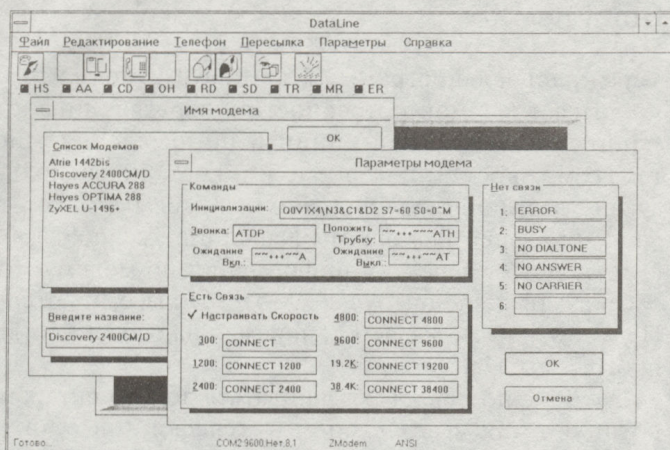 DataLine
Файл Редактирование Телефон Пересылка Параметры Справка
HS AA CD OH RD SD TR MR ER
Имя модема
Список Модемов
Atrie 1442bis
Discovery 2400CM/D
Hayes ACCURA 288
Hayes OPTIMA 288
ZyXEL U-1496+
OK
Введите название:
Discovery 2400CM/D
Параметры модема
Команды
Инициализации: Q0V1X4\N3&C1&D2 S7=60 S0=0^M
Звонка: ATDP
Положить Трубку: ~~+++~~~ATH
Ожидание Вкл.: ~~+++~~A
Ожидание Выкл.: ~~+++~~AT
Есть Связь
✓ Настраивать Скорость
300: CONNECT
1200: CONNECT 1200
2400: CONNECT 2400
4800: CONNECT 4800
9600: CONNECT 9600
19.2K: CONNECT 19200
38.4K: CONNECT 38400
Нет связи
1: ERROR
2: BUSY
3: NO DIALTONE
4: NO ANSWER
5: NO CARRIER
6:
OK
Отмена
Готово... COM2:9600,Нет,8,1 ZModem ANSI